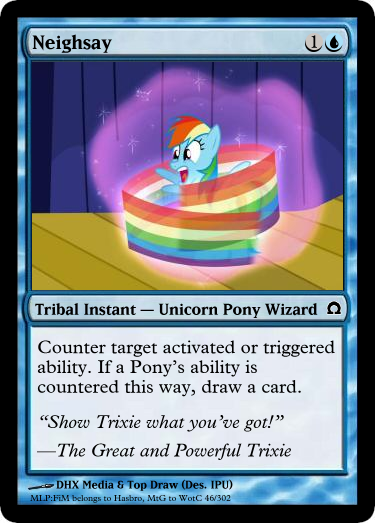 Neighsay 1
Tribal Instant — Unicorn Pony Wizard
Counter target activated or triggered
ability. If a Pony's ability is
countered this way, draw a card.
“Show Trixie what you've got!”
—The Great and Powerful Trixie
DHX Media & Top Draw (Des. IPU)
MLP:FiM belongs to Hasbro, MtG to WotC 46/302